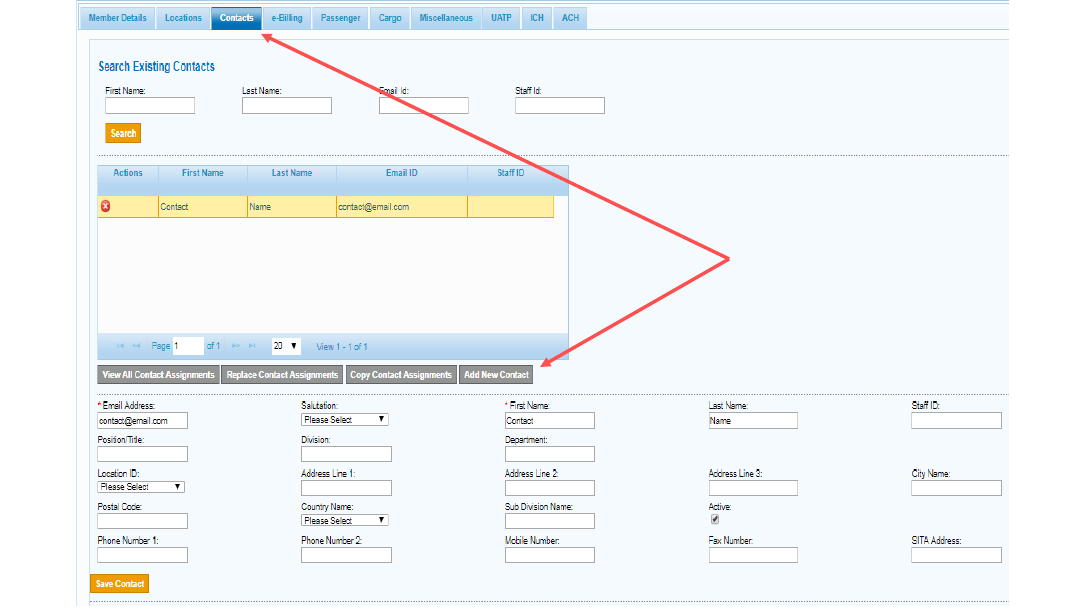 Member Details Locations Contacts e-Billing Passenger Cargo Miscellaneous UATP ICH ACH
Search Existing Contacts
First Name: Last Name: Email Id: Staff Id:
Search
Actions First Name Last Name Email ID Staff ID
Contact Name contact@email.com
Page 1 of 1 20 View 1 - 1 of 1
View All Contact Assignments Replace Contact Assignments Copy Contact Assignments Add New Contact
* Email Address: Salutation: * First Name: Last Name: Staff ID:
contact@email.com Please Select Contact Name
Position/Title: Division: Department:
Location ID: Address Line 1: Address Line 2: Address Line 3: City Name:
Please Select
Postal Code: Country Name: Sub Division Name: Active:
Please Select
Phone Number 1: Phone Number 2: Mobile Number: Fax Number: SITA Address:
Save Contact